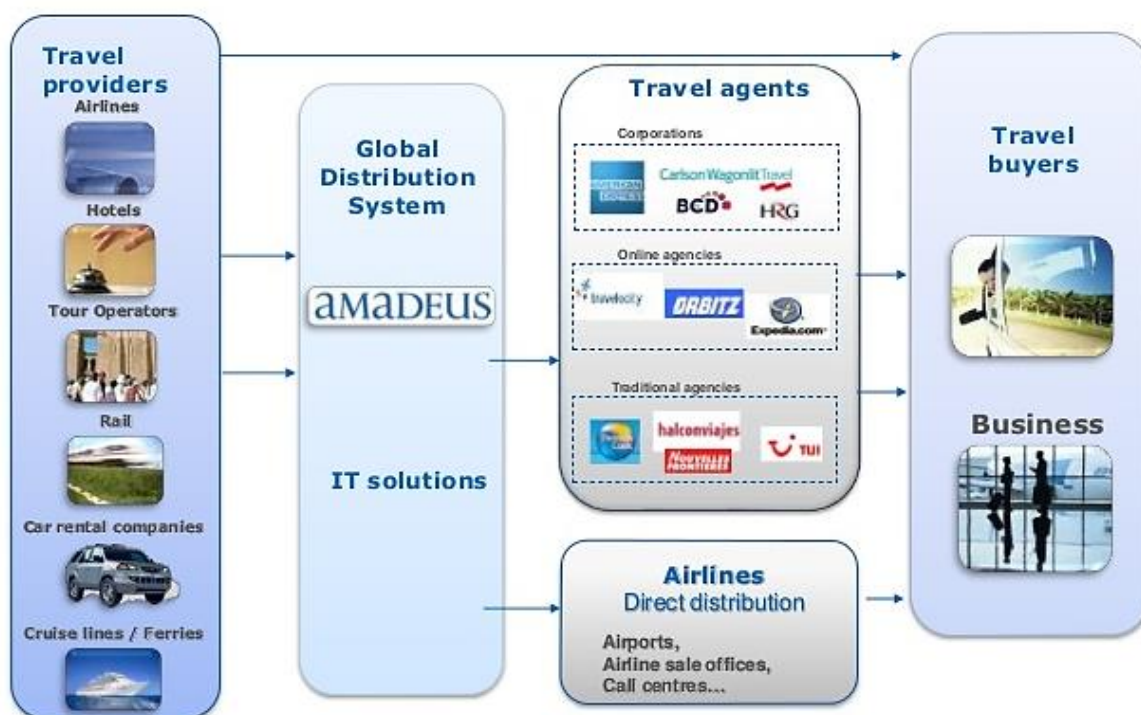 Travel
providers
Airlines
Hotels
Tour Operators
Rail
Car rental companies
Cruise lines / Ferries
Global
Distribution
System
amadeus
IT solutions
Travel agents
Corporations
AMERICAN
EXPRESS
Carlson Wagonlit Travel
BCD
HRG
Online agencies
travelocity
ORBITZ
Expedia.com
Traditional agencies
halconviajes
NOUVELLES
FRONTIERES
TUI
Airlines
Direct distribution
Airports,
Airline sale offices,
Call centres...
Travel
buyers
Business